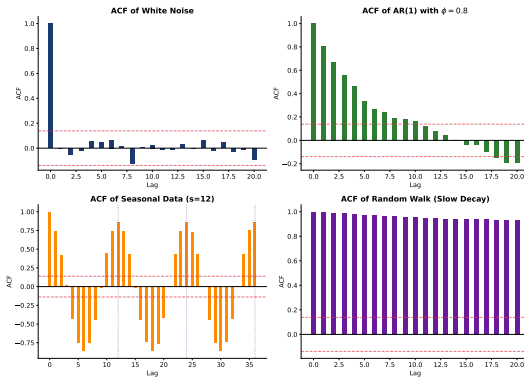 ACF of White Noise
ACF
1.0
0.8
0.6
0.4
0.2
0.0
0.0 2.5 5.0 7.5 10.0 12.5 15.0 17.5 20.0
Lag
ACF of AR(1) with ϕ = 0.8
ACF
1.0
0.8
0.6
0.4
0.2
0.0
−0.2
0.0 2.5 5.0 7.5 10.0 12.5 15.0 17.5 20.0
Lag
ACF of Seasonal Data (s=12)
ACF
1.00
0.75
0.50
0.25
0.00
−0.25
−0.50
−0.75
0 5 10 15 20 25 30 35
Lag
ACF of Random Walk (Slow Decay)
ACF
1.0
0.8
0.6
0.4
0.2
0.0
0.0 2.5 5.0 7.5 10.0 12.5 15.0 17.5 20.0
Lag